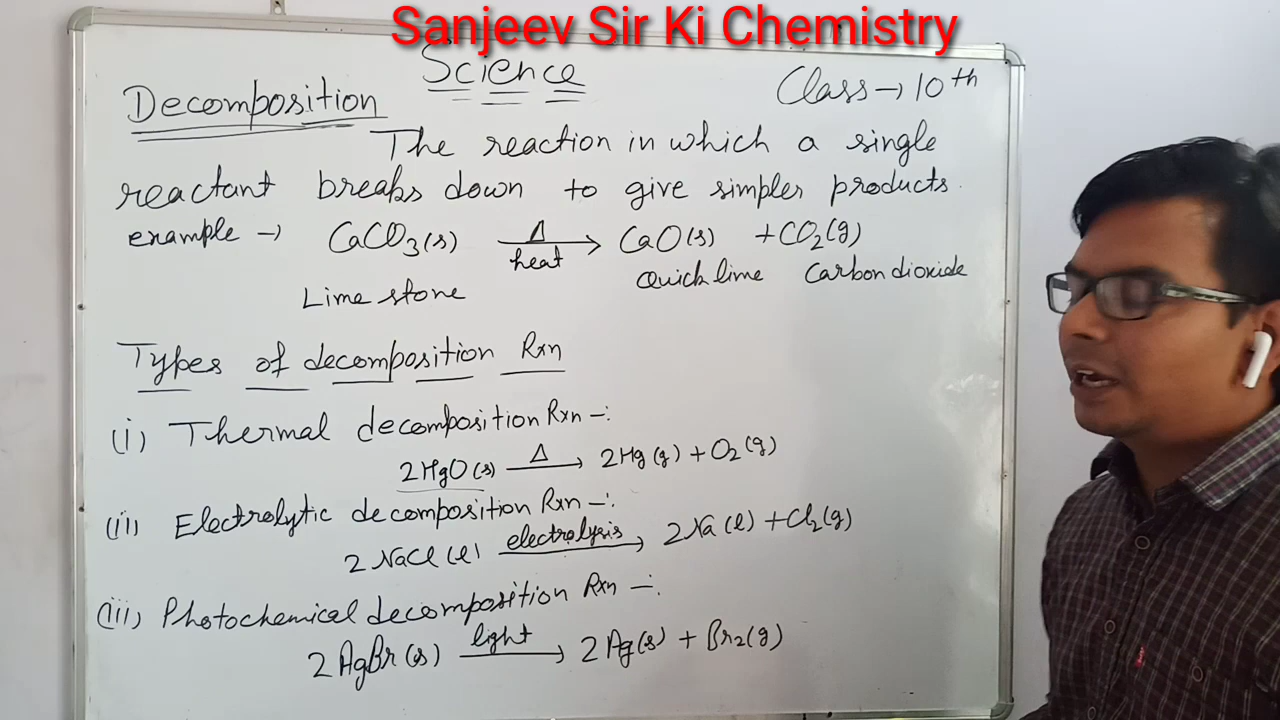 Sanjeev Sir Ki Chemistry
Science
Class → 10th
Decomposition
The reaction in which a single
reactant breaks down to give simpler products.
example → CaCO3(s) Δ heat → CaO(s) + CO2(g)
Lime stone Quick lime Carbon dioxide
Types of decomposition Rxn
(i) Thermal decomposition Rxn -:
2HgO(s) Δ → 2Hg(g) + O2(g)
(ii) Electrolytic decomposition Rxn -:
2NaCl(l) electrolysis → 2Na(l) + Cl2(g)
(iii) Photochemical decomposition Rxn -:
2AgBr(s) light → 2Ag(s) + Br2(g)